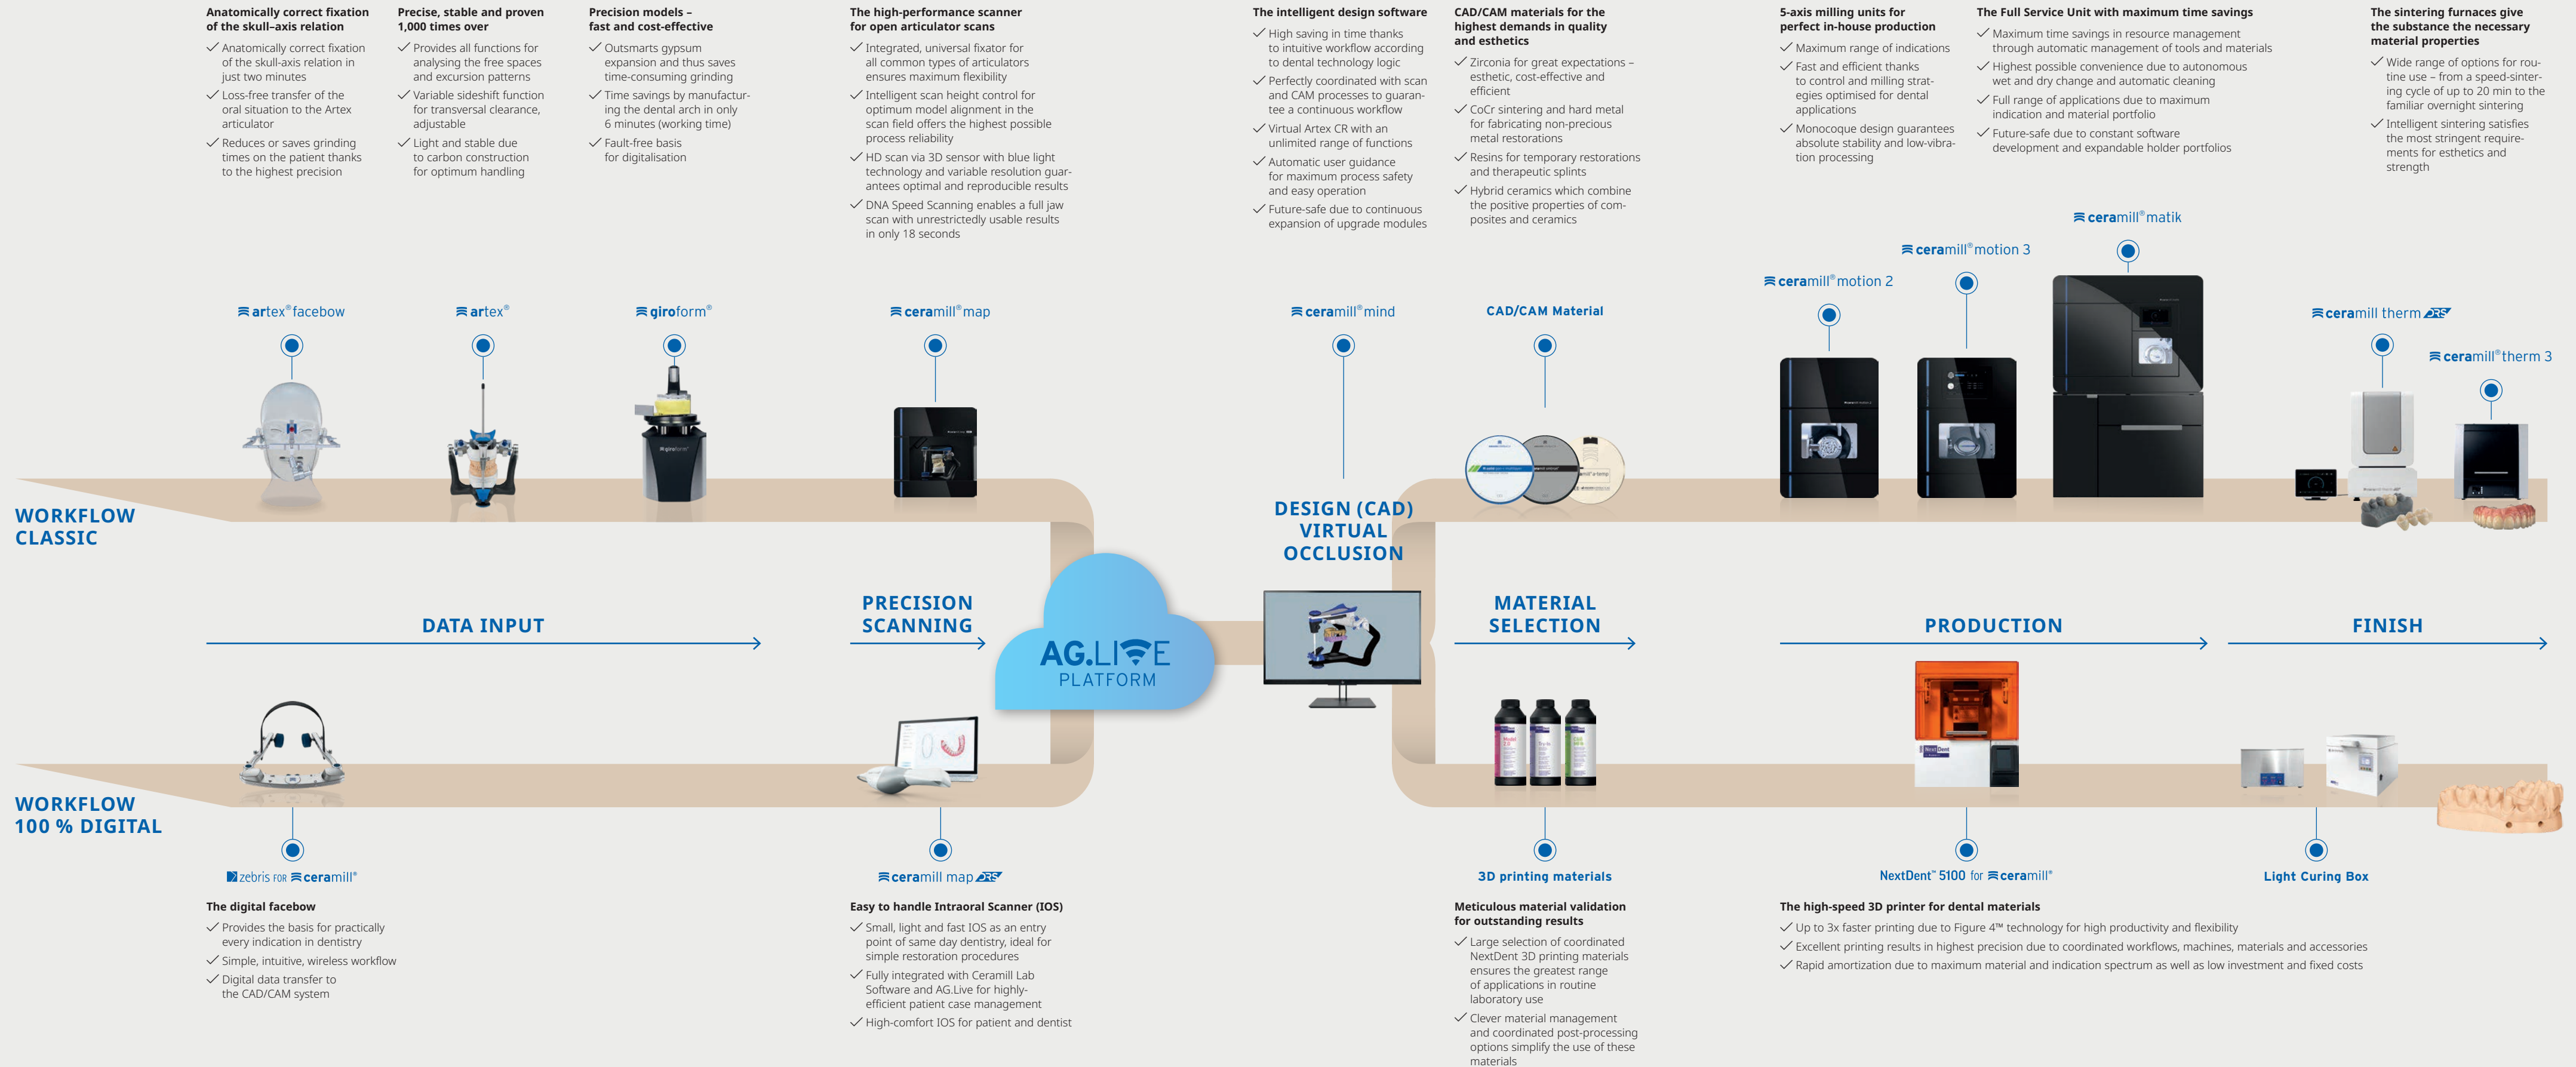 Anatomically correct fixation
of the skull–axis relation
Anatomically correct fixation
of the skull-axis relation in
just two minutes
Loss-free transfer of the
oral situation to the Artex
articulator
Reduces or saves grinding
times on the patient thanks
to the highest precision
Precise, stable and proven
1,000 times over
Provides all functions for
analysing the free spaces
and excursion patterns
Variable sideshift function
for transversal clearance,
adjustable
Light and stable due
to carbon construction
for optimum handling
Precision models –
fast and cost-effective
Outsmarts gypsum
expansion and thus saves
time-consuming grinding
Time savings by manufactur-
ing the dental arch in only
6 minutes (working time)
Fault-free basis
for digitalisation
The high-performance scanner
for open articulator scans
Integrated, universal fixator for
all common types of articulators
ensures maximum flexibility
Intelligent scan height control for
optimum model alignment in the
scan field offers the highest possible
process reliability
HD scan via 3D sensor with blue light
technology and variable resolution guar-
antees optimal and reproducible results
DNA Speed Scanning enables a full jaw
scan with unrestrictedly usable results
in only 18 seconds
The intelligent design software
High saving in time thanks
to intuitive workflow according
to dental technology logic
Perfectly coordinated with scan
and CAM processes to guaran-
tee a continuous workflow
Virtual Artex CR with an
unlimited range of functions
Automatic user guidance
for maximum process safety
and easy operation
Future-safe due to continuous
expansion of upgrade modules
CAD/CAM materials for the
highest demands in quality
and esthetics
Zirconia for great expectations –
esthetic, cost-effective and
efficient
CoCr sintering and hard metal
for fabricating non-precious
metal restorations
Resins for temporary restorations
and therapeutic splints
Hybrid ceramics which combine
the positive properties of com-
posites and ceramics
5-axis milling units for
perfect in-house production
Maximum range of indications
Fast and efficient thanks
to control and milling strat-
egies optimised for dental
applications
Monocoque design guarantees
absolute stability and low-vibra-
tion processing
The Full Service Unit with maximum time savings
Maximum time savings in resource management
through automatic management of tools and materials
Highest possible convenience due to autonomous
wet and dry change and automatic cleaning
Full range of applications due to maximum
indication and material portfolio
Future-safe due to constant software
development and expandable holder portfolios
The sintering furnaces give
the substance the necessary
material properties
Wide range of options for rou-
tine use – from a speed-sinter-
ing cycle of up to 20 min to the
familiar overnight sintering
Intelligent sintering satisfies
the most stringent require-
ments for esthetics and
strength
artex® facebow
artex®
giroform®
ceramill® map
ceramill® mind
CAD/CAM Material
ceramill® motion 2
ceramill® motion 3
ceramill® matik
ceramill therm DRS
ceramill® therm 3
giroform
WORKFLOW
CLASSIC
DESIGN (CAD)
VIRTUAL
OCCLUSION
DATA INPUT
PRECISION
SCANNING
AG.LIVE
PLATFORM
MATERIAL
SELECTION
PRODUCTION
FINISH
NextDent
WORKFLOW
100 % DIGITAL
zebris FOR ceramill®
ceramill map DRS
3D printing materials
NextDent™ 5100 for ceramill®
Light Curing Box
The digital facebow
Provides the basis for practically
every indication in dentistry
Simple, intuitive, wireless workflow
Digital data transfer to
the CAD/CAM system
Easy to handle Intraoral Scanner (IOS)
Small, light and fast IOS as an entry
point of same day dentistry, ideal for
simple restoration procedures
Fully integrated with Ceramill Lab
Software and AG.Live for highly-
efficient patient case management
High-comfort IOS for patient and dentist
Meticulous material validation
for outstanding results
Large selection of coordinated
NextDent 3D printing materials
ensures the greatest range
of applications in routine
laboratory use
Clever material management
and coordinated post-processing
options simplify the use of these
materials
The high-speed 3D printer for dental materials
Up to 3x faster printing due to Figure 4™ technology for high productivity and flexibility
Excellent printing results in highest precision due to coordinated workflows, machines, materials and accessories
Rapid amortization due to maximum material and indication spectrum as well as low investment and fixed costs